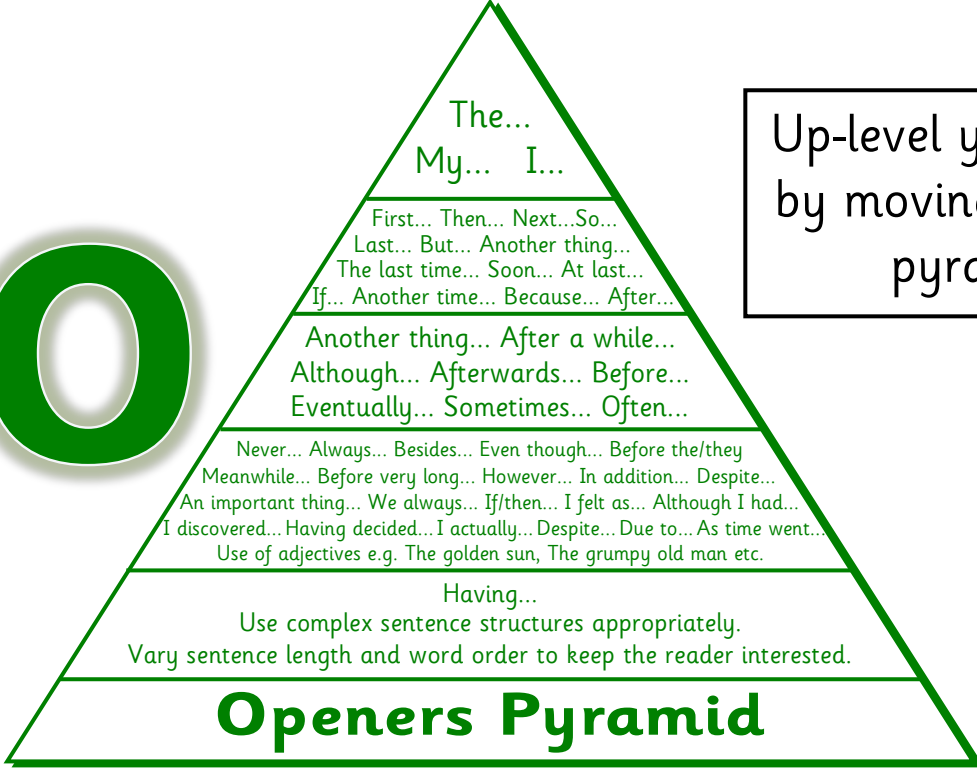 The...
My... I...
First... Then... Next...So...
Last... But... Another thing...
The last time... Soon... At last...
If... Another time... Because... After...
Another thing... After a while...
Although... Afterwards... Before...
Eventually... Sometimes... Often...
Never... Always... Besides... Even though... Before the/they
Meanwhile... Before very long... However... In addition... Despite...
An important thing... We always... If/then... I felt as... Although I had...
I discovered... Having decided... I actually... Despite... Due to... As time went...
Use of adjectives e.g. The golden sun, The grumpy old man etc.
Having...
Use complex sentence structures appropriately.
Vary sentence length and word order to keep the reader interested.
Openers Pyramid
O
Up-level
by